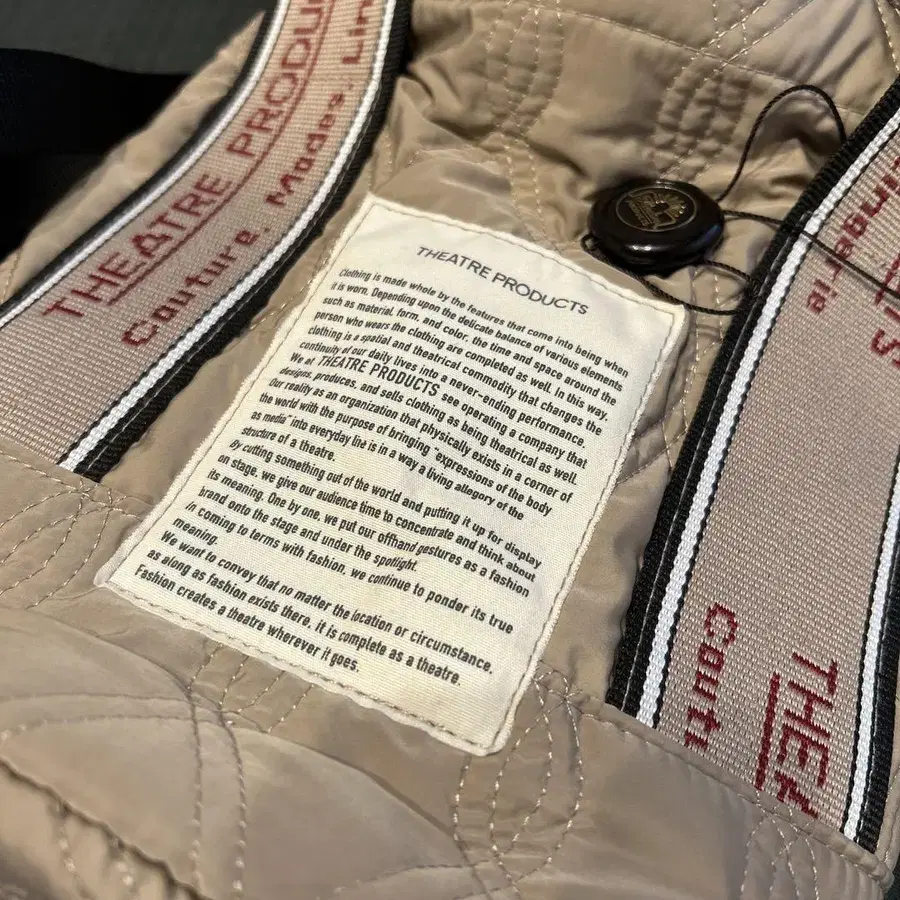 THEATRE PRODU
Couture. Modes. Lin
THEATRE PRODUCTS
Clothing is made whole by the features that come into being when
it is worn. Depending upon the delicate balance of various elements
such as material, form, and color, the time and space around the
person who wears the clothing are completed as well. In this way,
clothing is a spatial and theatrical commodity that changes the
continuity of our daily lives into a never-ending performance.
We at THEATRE PRODUCTS see operating a company that
designs, produces, and sells clothing as being theatrical as well.
Our reality as an organization that physically exists in a corner of
the world with the purpose of bringing "expressions of the body
as media" into everyday line is in a way a living allegory of the
structure of a theatre.
By cutting something out of the world and putting it up for display
on stage, we give our audience time to concentrate and think about
its meaning. One by one, we put our offhand gestures as a fashion
brand onto the stage and under the spotlight.
In coming to terms with fashion, we continue to ponder its true
meaning.
We want to convey that no matter the location or circumstance,
as long as fashion exists there, it is complete as a theatre.
Fashion creates a theatre wherever it goes.
CTS
ingerie
THEA
Coutu